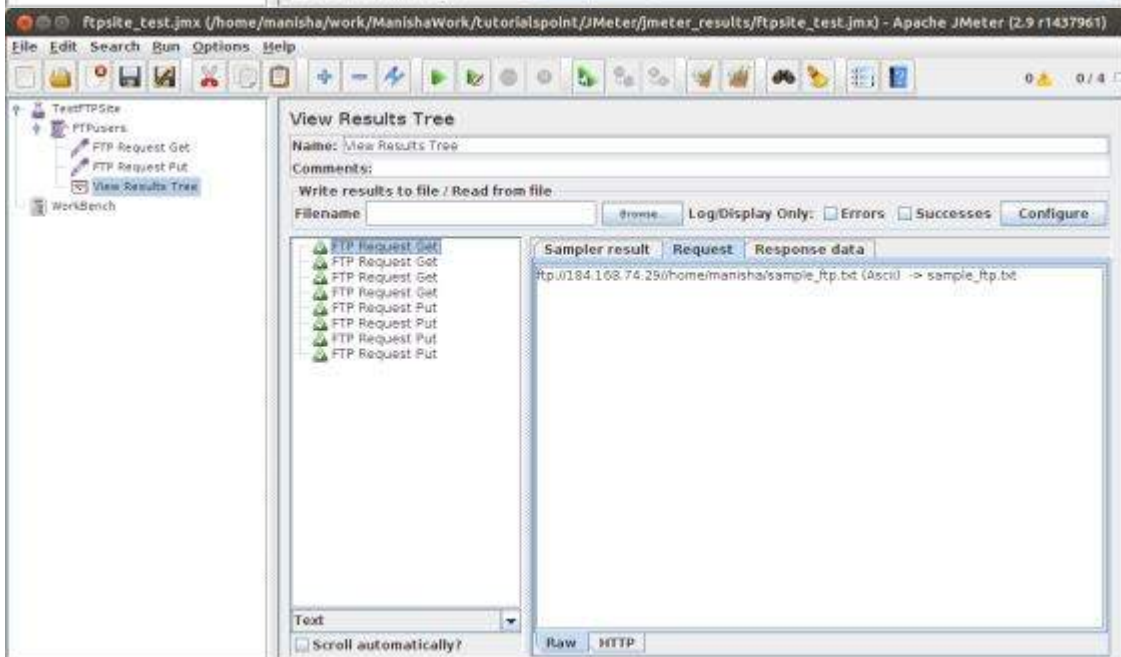 ftpsite_test.jmx (/home/manisha/work/ManishaWork/tutorialspoint/JMeter/jmeter_results/ftpsite_test.jmx) - Apache JMeter (2.9 r1437961)
File Edit Search Run Options Help
0 0 / 4
TestFTPSite
FTPusers
FTP Request Get
FTP Request Put
View Results Tree
WorkBench
View Results Tree
Name: View Results Tree
Comments:
Write results to file / Read from file
Filename Browse... Log/Display Only: Errors Successes Configure
FTP Request Get
FTP Request Get
FTP Request Get
FTP Request Get
FTP Request Put
FTP Request Put
FTP Request Put
FTP Request Put
Text
Scroll automatically?
Sampler result Request Response data
ftp://184.168.74.29//home/manisha/sample_ftp.txt (Ascii) -> sample_ftp.txt
Raw HTTP